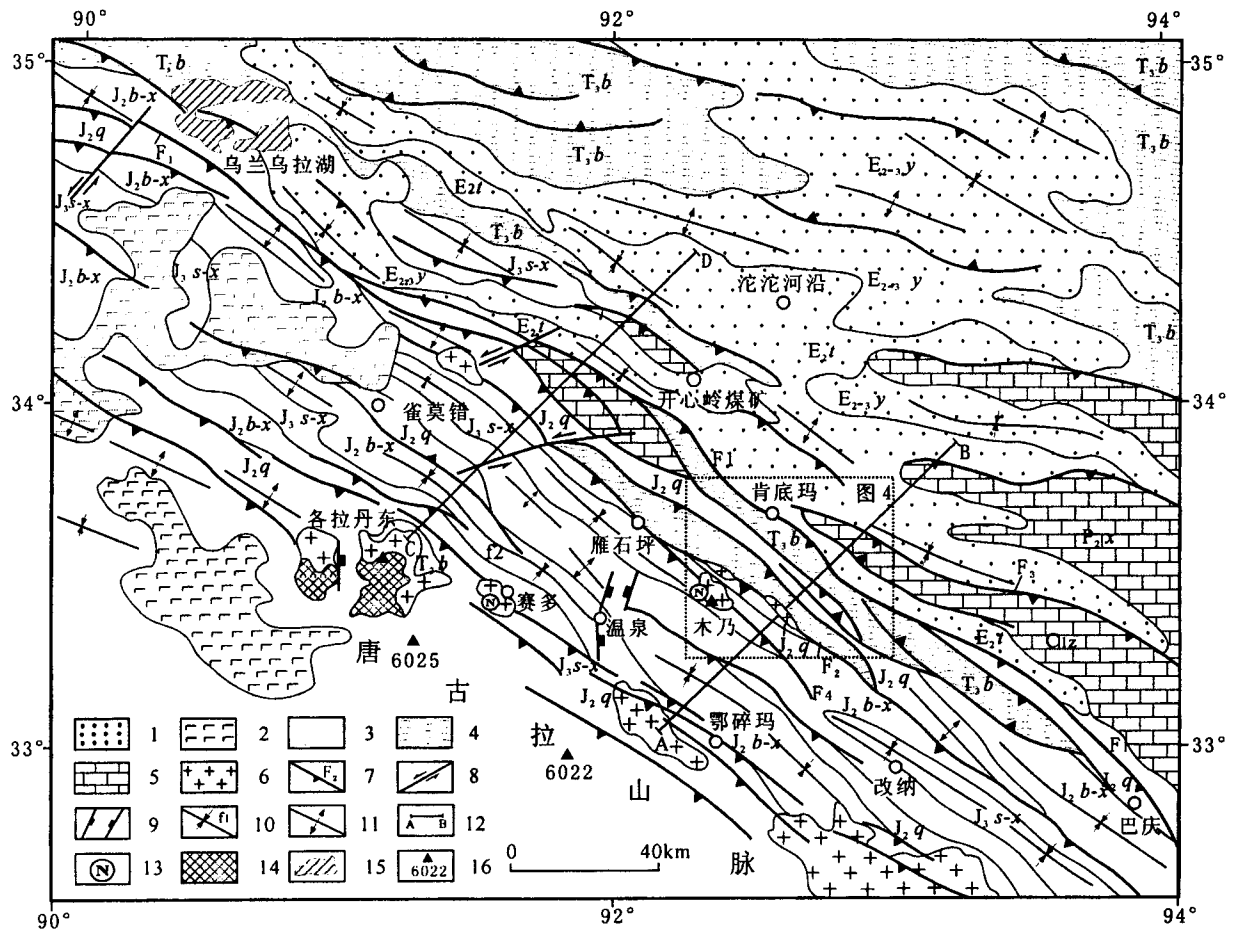 90°
92°
94°
35°
35°
T₃b
T₃b
T₃b
J₂b-x
J₂q
F₁
乌兰乌拉湖
T₃b
T₃b
J₂b-x
E₂₋₃y
J₃s-x
E₂t
T₃b
J₃s-x
D
J₃s-x
J₂b-x
E₂₋₃y
沱沱河沿
E₂₋₃y
J₂b-x
E₂t
T₃b
E₂t
34°
34°
雀莫错
开心岭煤矿
E₂₋₃y
J₂b-x
J₃s-x
J₂q
J₃s-x
J₂q
J₂b-x
B
J₂q
F1
J₂q
肯底玛
图4
各拉丹东
雁石坪
T₃b
P₂x
C
T₃b
f2
F₃
N
赛多
N
温泉
木乃
E₂t
lz
唐
6025
J₂q
f
F₂
J₃s-x
J₂q
T₃b
古
J₂q
F₄
J₂b-x
拉
鄂碎玛
33°
33°
A
J₂b-x
F1
6022
山
改纳
J₂b-x
J₂q
巴庆
J₃s-x
J₂q
脉
1
2
3
4
5
6
F₂
7
8
9
f1
10
11
A
B
12
N
13
14
15
6022
16
0
40km
90°
92°
94°